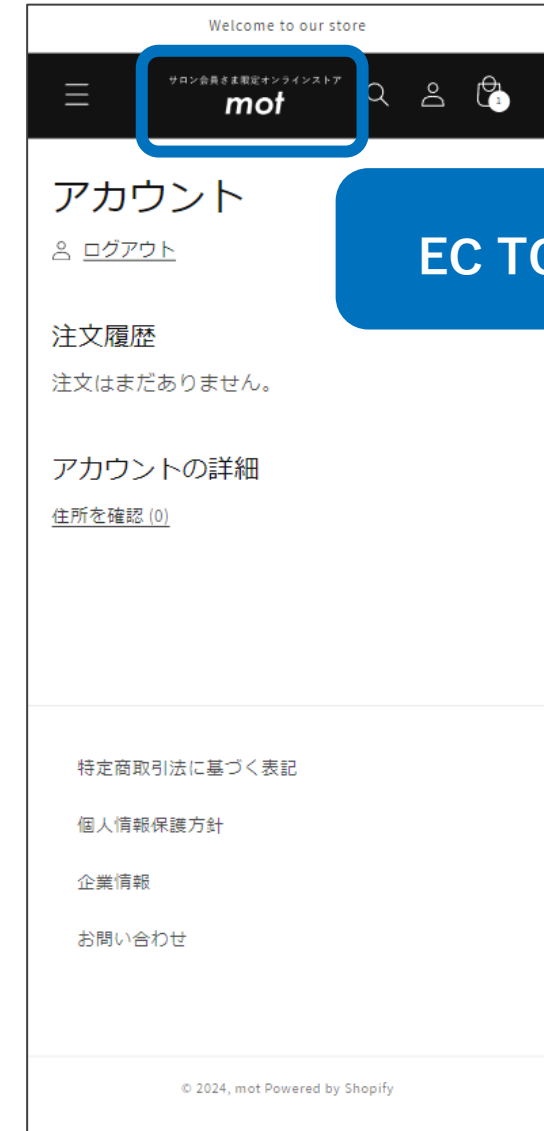 Welcome to our store
サロン会員さま限定オンラインストア
mot
1
アカウント
ログアウト
EC TO
注文履歴
注文はまだありません。
アカウントの詳細
住所を確認 (0)
特定商取引法に基づく表記
個人情報保護方針
企業情報
お問い合わせ
© 2024, mot Powered by Shopify